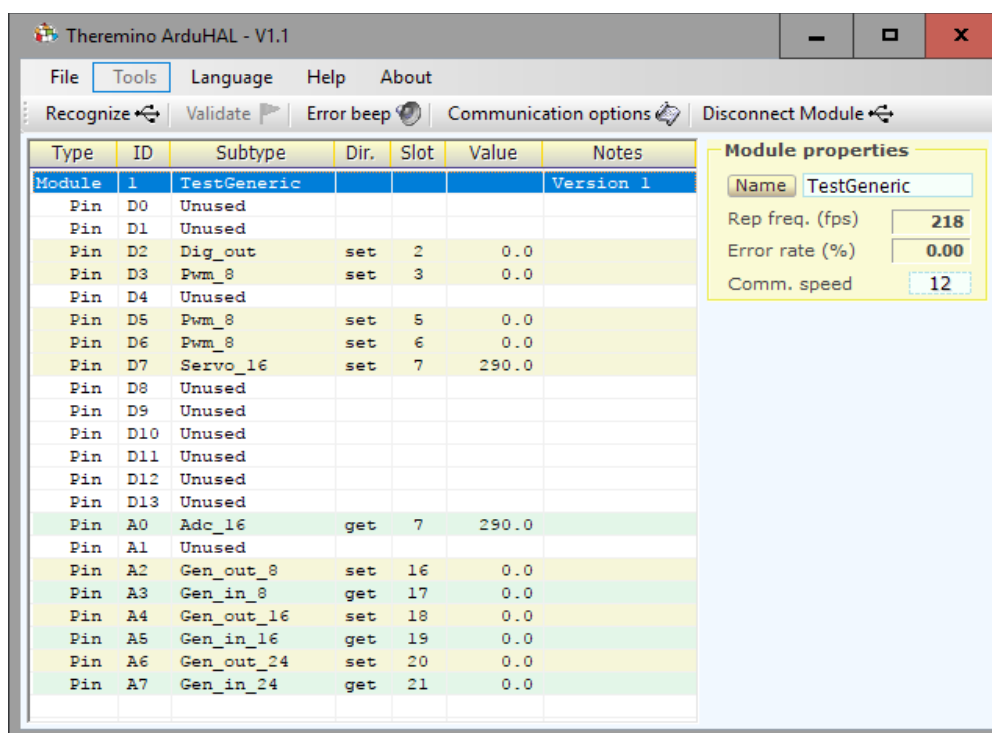 Theremino ArduHAL - V1.1
File Tools Language Help About
Recognize Validate Error beep Communication options Disconnect Module
Type ID Subtype Dir. Slot Value Notes
Module 1 TestGeneric Version 1
Pin D0 Unused
Pin D1 Unused
Pin D2 Dig_out set 2 0.0
Pin D3 Pwm_8 set 3 0.0
Pin D4 Unused
Pin D5 Pwm_8 set 5 0.0
Pin D6 Pwm_8 set 6 0.0
Pin D7 Servo_16 set 7 290.0
Pin D8 Unused
Pin D9 Unused
Pin D10 Unused
Pin D11 Unused
Pin D12 Unused
Pin D13 Unused
Pin A0 Adc_16 get 7 290.0
Pin A1 Unused
Pin A2 Gen_out_8 set 16 0.0
Pin A3 Gen_in_8 get 17 0.0
Pin A4 Gen_out_16 set 18 0.0
Pin A5 Gen_in_16 get 19 0.0
Pin A6 Gen_out_24 set 20 0.0
Pin A7 Gen_in_24 get 21 0.0
Module properties
Name TestGeneric
Rep freq. (fps) 218
Error rate (%) 0.00
Comm. speed 12